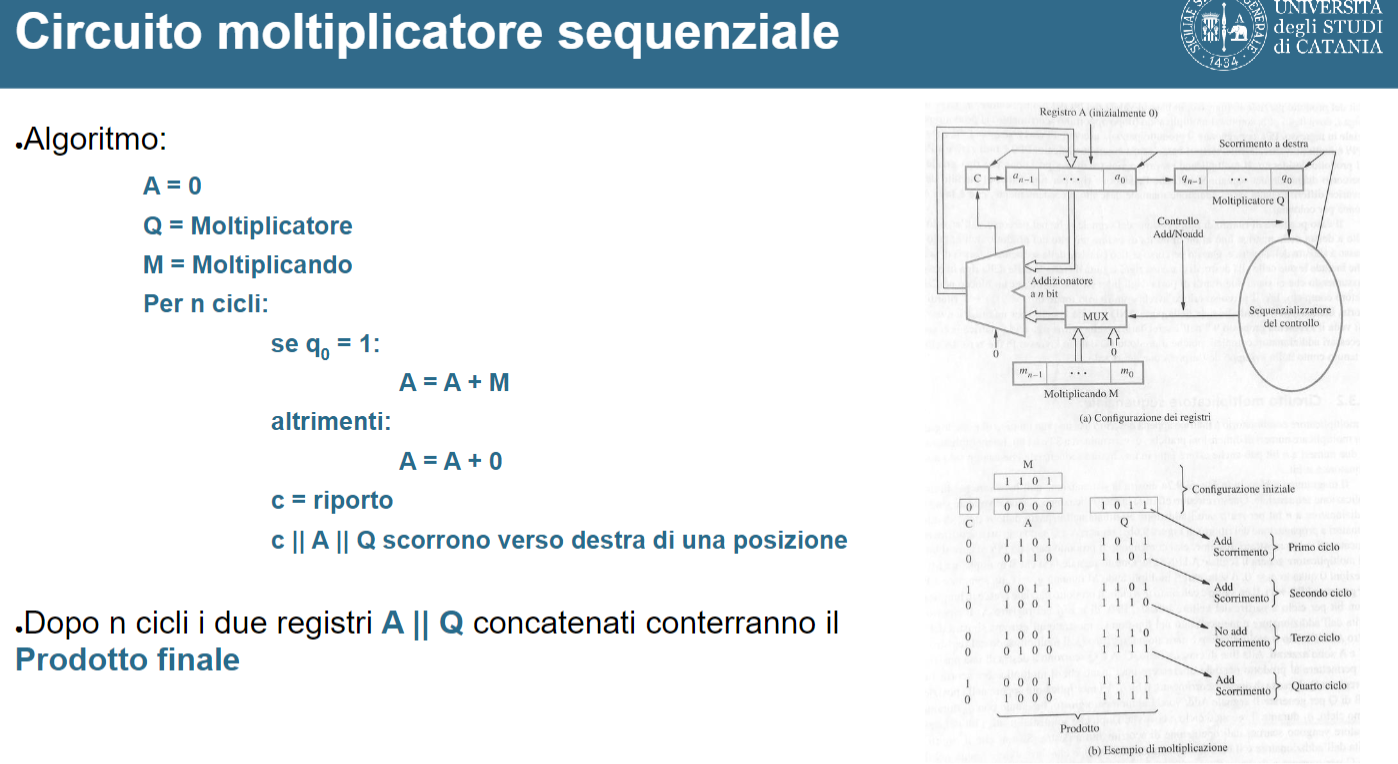 Circuito moltiplicatore sequenziale
UNIVERSITÀ
degli STUDI
di CATANIA
1434
•Algoritmo:
A = 0
Q = Moltiplicatore
M = Moltiplicando
Per n cicli:
se q0 = 1:
A = A + M
altrimenti:
A = A + 0
c = riporto
c || A || Q scorrono verso destra di una posizione
•Dopo n cicli i due registri A || Q concatenati conterranno il
Prodotto finale
Registro A (inizialmente 0)
Scorrimento a destra
C an-1 ... a0 qn-1 ... q0
Moltiplicatore Q
Controllo
Add/Noadd
Addizionatore
a n bit
MUX
Sequenzializzatore
del controllo
0 0
mn-1 ... m0
Moltiplicando M
(a) Configurazione dei registri
M
1 1 0 1
Configurazione iniziale
0 0 0 0 0 1 0 1 1
C A Q
0 1 1 0 1 1 0 1 1 Add
0 0 1 1 0 1 1 0 1 Scorrimento
Primo ciclo
1 0 0 1 1 1 1 0 1 Add
0 1 0 0 1 1 1 1 0 Scorrimento
Secondo ciclo
0 1 0 0 1 1 1 1 0 No add
0 0 1 0 0 1 1 1 1 Scorrimento
Terzo ciclo
1 0 0 0 1 1 1 1 1 Add
0 1 0 0 0 1 1 1 1 Scorrimento
Quarto ciclo
Prodotto
(b) Esempio di moltiplicazione